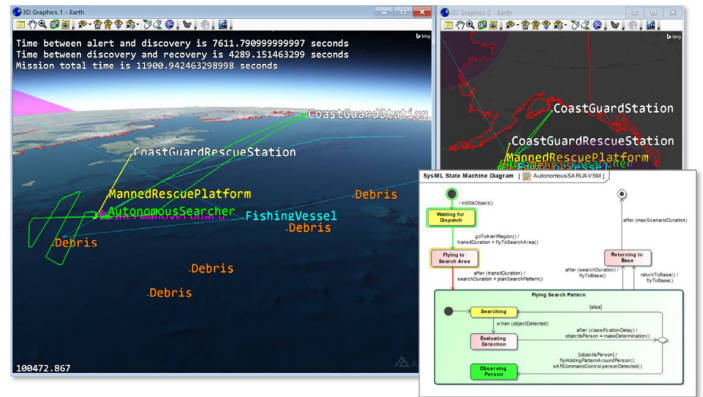 3D Graphics 1 - Earth
Time between alert and discovery is 7611.790999999997 seconds
Time between discovery and recovery is 4289.151463299 seconds
Mission total time is 11900.942463298998 seconds
bing
CoastGuardStation
CoastGuardRescueStation
MannedRescuePlatform
AutonomousSearcher
FishingVessel
Debris
Debris
Debris
Debris
Debris
100472.867
3D Graphics 2 - Earth
bing
CoastGuardStation
CoastGuardRescueStation
MannedRescuePlatform
SysML State Machine Diagram [ AutonomousSARUAVSM ]
/ InitStkObject()
Waiting for
Dispatch
goToAlertRegion() /
transitDuration = flyToSearchArea()
after (maxScenarioDuration)
Flying to
Search Area
Returning to
Base
after (transitDuration) /
searchDuration = planSearchPattern()
after (searchDuration) /
flyToBase()
returnToBase() /
flyToBase()
Flying Search Pattern
Searching
[else]
when (objectDetected)
Evaluating
Detection
after (classificationDelay) /
objectIsPerson = makeDetermination()
[objectIsPerson] /
flyHoldingPatternAroundPerson();
sAPICommandControl.personDetected()
Observing
Person